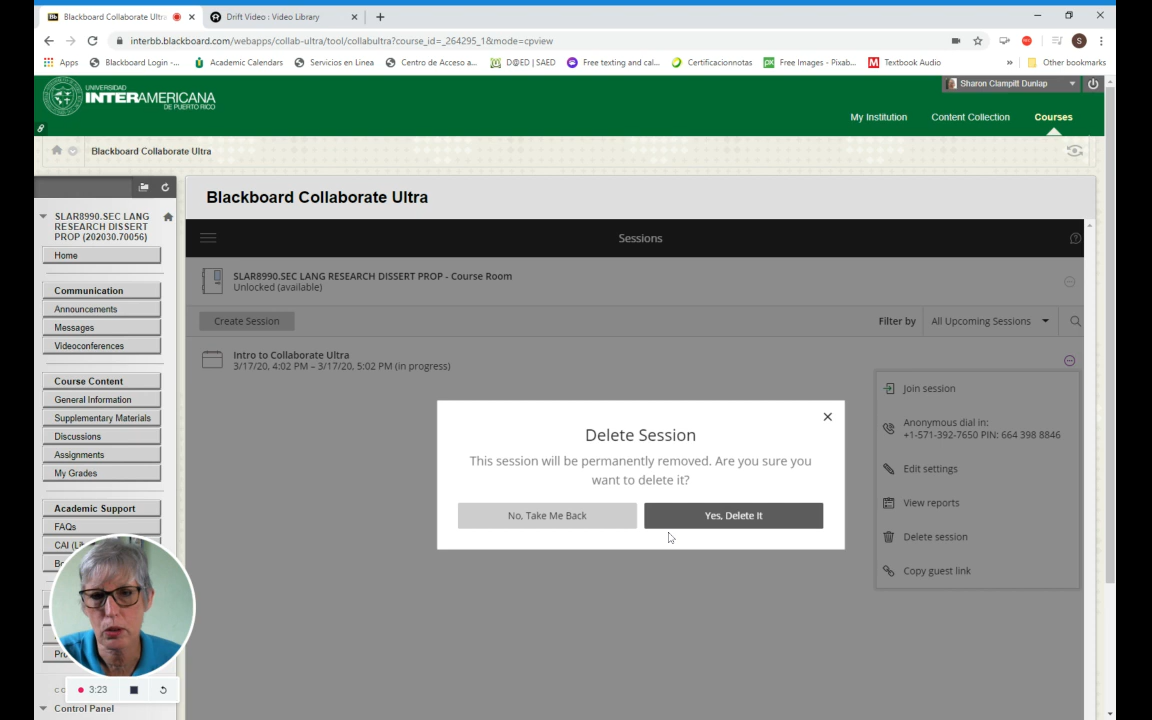 Blackboard Collaborate Ultra
Drift Video : Video Library
interbb.blackboard.com/webapps/collab-ultra/tool/collabultra?course_id=_264295_1&mode=cpview
S
Apps
Blackboard Login -...
Academic Calendars
Servicios en Linea
Centro de Acceso a...
D@ED | SAED
Free texting and cal...
Certificacionnotas
Free Images - Pixab...
Textbook Audio
»
Other bookmarks
UNIVERSIDAD
INTERAMERICANA
DE PUERTO RICO
Sharon Clampitt Dunlap
My Institution
Content Collection
Courses
Blackboard Collaborate Ultra
SLAR8990.SEC LANG
RESEARCH DISSERT
PROP (202030.70056)
Home
Communication
Announcements
Messages
Videoconferences
Course Content
General Information
Supplementary Materials
Discussions
Assignments
My Grades
Academic Support
FAQs
CAI
3:23
Control Panel
Blackboard Collaborate Ultra
Sessions
SLAR8990.SEC LANG RESEARCH DISSERT PROP - Course Room
Unlocked (available)
Create Session
Filter by
All Upcoming Sessions
Intro to Collaborate Ultra
3/17/20, 4:02 PM – 3/17/20, 5:02 PM (in progress)
Join session
Anonymous dial in:
+1-571-392-7650 PIN: 664 398 8846
Edit settings
View reports
Delete session
Copy guest link
Delete Session
This session will be permanently removed. Are you sure you
want to delete it?
No, Take Me Back
Yes, Delete It